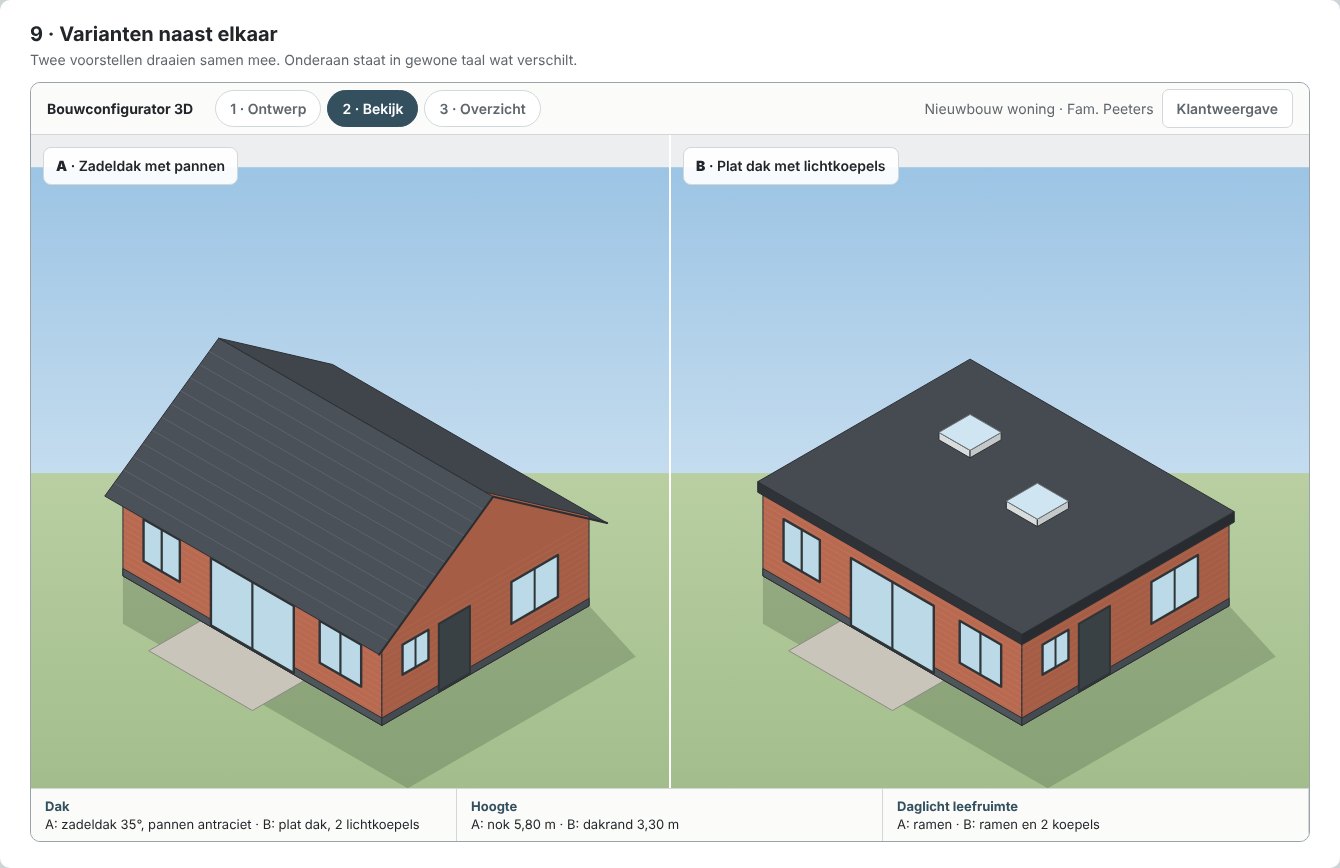 9 · Varianten naast elkaar
Twee voorstellen draaien samen mee. Onderaan staat in gewone taal wat verschilt.
Bouwconfigurator 3D
1 · Ontwerp
2 · Bekijk
3 · Overzicht
Nieuwbouw woning · Fam. Peeters
Klantweergave
A · Zadeldak met pannen
B · Plat dak met lichtkoepels
Dak
A: zadeldak 35°, pannen antraciet · B: plat dak, 2 lichtkoepels
Hoogte
A: nok 5,80 m · B: dakrand 3,30 m
Daglicht leefruimte
A: ramen · B: ramen en 2 koepels